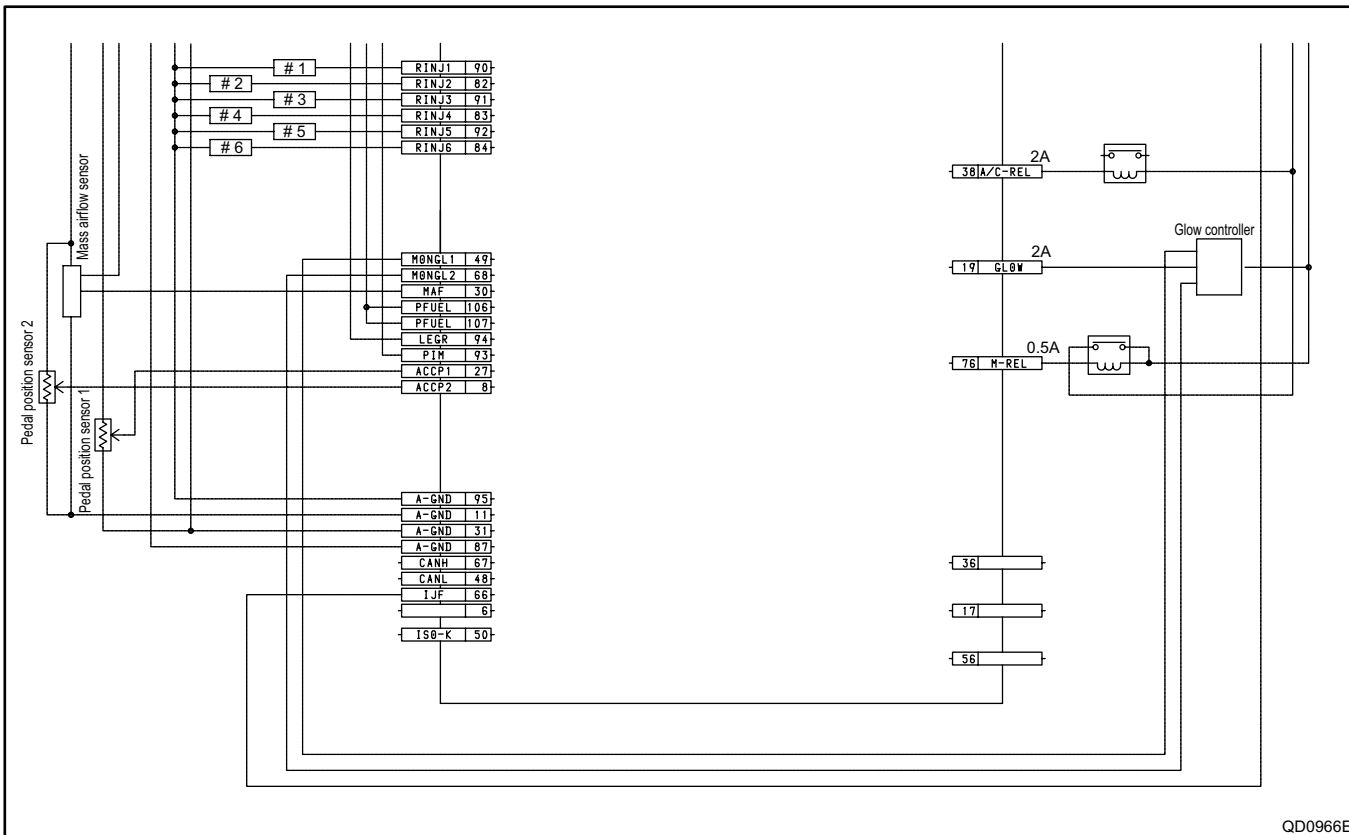 #1 RINJ1 90
#2 RINJ2 82
#3 RINJ3 91
#4 RINJ4 83
#5 RINJ5 92
#6 RINJ6 84
Mass airflow sensor
Pedal position sensor 2
Pedal position sensor 1
MONGL1 49
MONGL2 68
MAF 30
PFUEL 106
PFUEL 107
LEGR 94
PIM 93
ACCP1 27
ACCP2 8
A-GND 95
A-GND 11
A-GND 31
A-GND 87
CANH 67
CANL 48
IJF 66
6
ISO-K 50
38 A/C-REL 2A
Glow controller
19 GLOW 2A
76 M-REL 0.5A
36
17
56
QD0966E